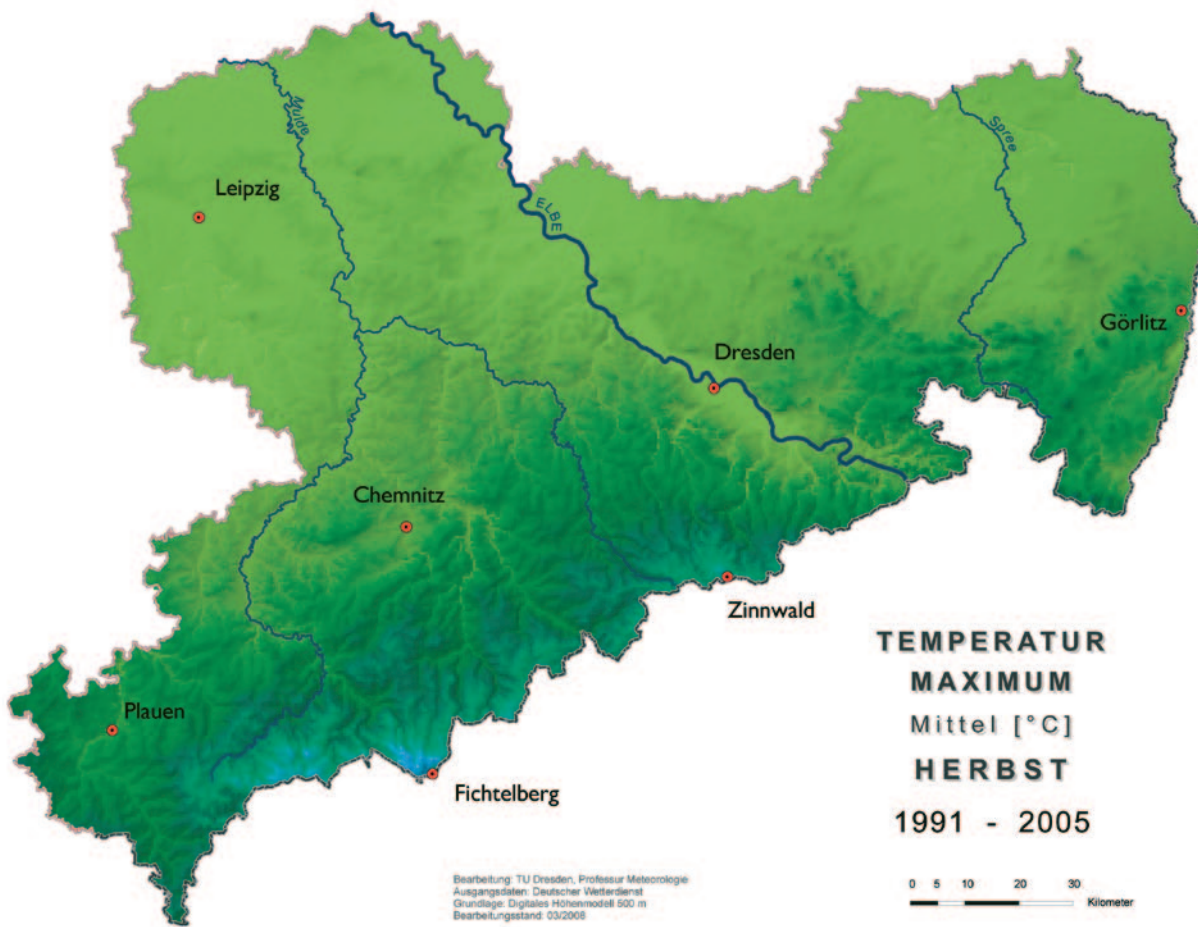 Mulde
Spree
Leipzig
ELBE
Görlitz
Dresden
Chemnitz
Zinnwald
TEMPERATUR
MAXIMUM
Mittel [°C]
HERBST
1991 - 2005
Plauen
Fichtelberg
Bearbeitung: TU Dresden, Professur Meteorologie
Ausgangsdaten: Deutscher Wetterdienst
Grundlage: Digitales Höhenmodell 500 m
Bearbeitungsstand: 03/2008
0 5 10 20 30
Kilometer